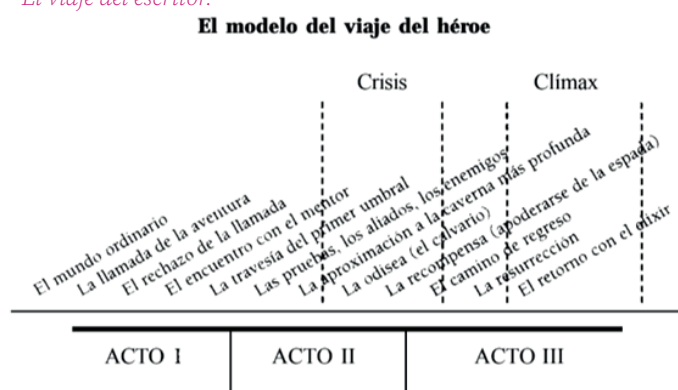 El viaje del escritor.
El modelo del viaje del héroe
Crisis
Clímax
El mundo ordinario
La llamada de la aventura
El rechazo de la llamada
El encuentro con el mentor
La travesía del primer umbral
Las pruebas, los aliados, los enemigos
La aproximación a la caverna más profunda
La odisea (el calvario)
La recompensa (apoderarse de la espada)
El camino de regreso
La resurrección
El retorno con el elixir
ACTO I
ACTO II
ACTO III